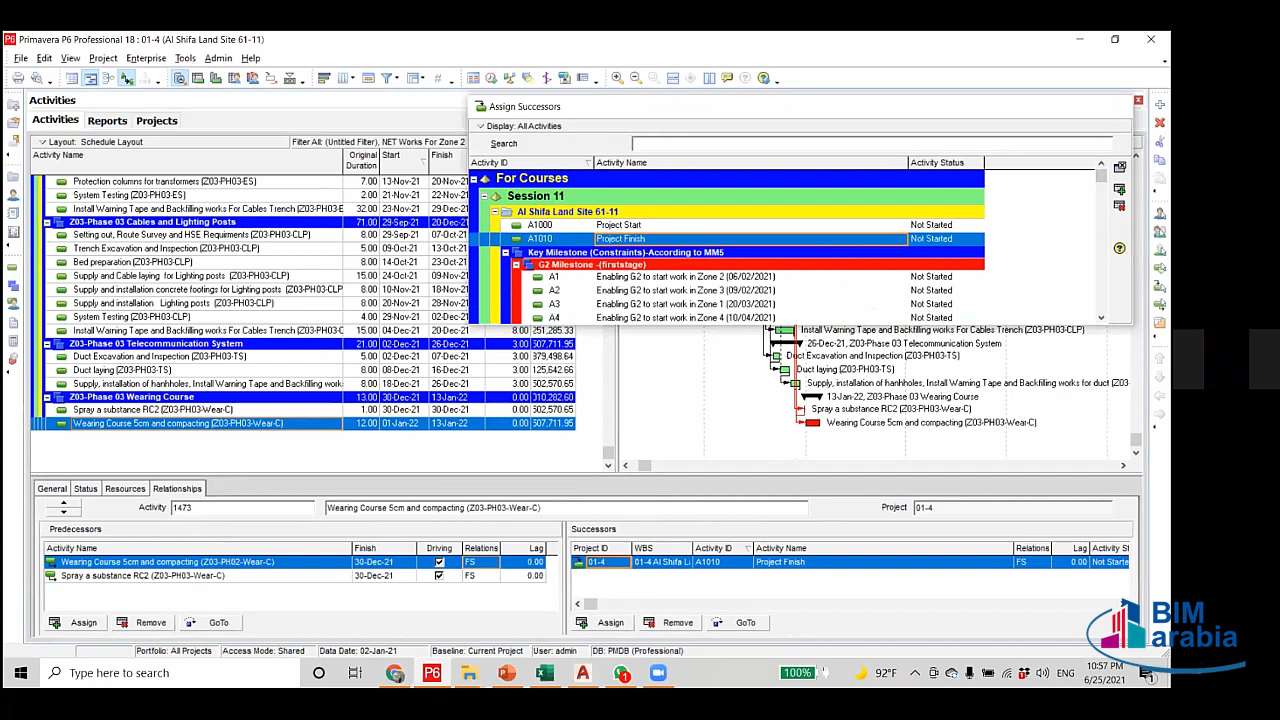 Primavera P6 Professional 18 : 01-4 (Al Shifa Land Site 61-11)
File Edit View Project Enterprise Tools Admin Help
Activities
Activities Reports Projects
Layout: Schedule Layout Filter All: (Untitled Filter), NET Works For Zone 2
Activity Name Original Duration Start Finish
Protection columns for transformers (Z03-PH03-ES) 7.00 13-Nov-21 20-Nov-
System Testing (Z03-PH03-ES) 2.00 21-Nov-21 22-Nov-
Install Warning Tape and Backfilling works For Cables Trench (Z03-PH03-E 32.00 23-Nov-21 30-Dec-
Z03-Phase 03 Cables and Lighting Posts 71.00 29-Sep-21 20-Dec-
Setting out, Route Survey and HSE Requirments (Z03-PH03-CLP) 8.00 29-Sep-21 07-Oct-
Trench Excavation and Inspection (Z03-PH03-CLP) 5.00 09-Oct-21 13-Oct-
Bed preparation (Z03-PH03-CLP) 8.00 14-Oct-21 23-Oct-
Supply and Cable laying for Lighting posts (Z03-PH03-CLP) 16.00 24-Oct-21 10-Nov-
Supply and installation concrete footings for Lighting posts (Z03-PH03-CLP) 8.00 11-Nov-21 20-Nov-
Supply and installation Lighting posts (Z03-PH03-CLP) 8.00 21-Nov-21 29-Nov-
System Testing (Z03-PH03-CLP) 4.00 30-Nov-21 04-Dec-
Install Warning Tape and Backfilling works For Cables Trench (Z03-PH03-C 15.00 04-Dec-21 20-Dec-21 8.00 251,285.33
Z03-Phase 03 Telecommunication System 21.00 02-Dec-21 26-Dec-21 3.00 507,711.95
Duct Excavation and Inspection (Z03-PH03-TS) 5.00 02-Dec-21 07-Dec-21 3.00 379,498.64
Duct laying (Z03-PH03-TS) 8.00 08-Dec-21 16-Dec-21 3.00 125,642.66
Supply, installation of hanhholes, Install Warning Tape and Backfilling works 8.00 18-Dec-21 26-Dec-21 3.00 502,570.65
Z03-Phase 03 Wearing Course 13.00 30-Dec-21 13-Jan-22 0.00 010,282.60
Spray a substance RC2 (Z03-PH03-Wear-C) 1.00 30-Dec-21 30-Dec-21 0.00 502,570.65
Wearing Course 5cm and compacting (Z03-PH03-Wear-C) 12.00 01-Jan-22 13-Jan-22 0.00 507,711.95
Assign Successors
Display: All Activities
Search
Activity ID Activity Name Activity Status
For Courses
Session 11
Al Shifa Land Site 61-11
A1000 Project Start Not Started
A1010 Project Finish Not Started
Key Milestone (Constraints)-According to MM5
G2 Milestone -(firststage)
A1 Enabling G2 to start work in Zone 2 (06/02/2021) Not Started
A2 Enabling G2 to start work in Zone 3 (09/02/2021) Not Started
A3 Enabling G2 to start work in Zone 1 (20/03/2021) Not Started
A4 Enabling G2 to start work in Zone 4 (10/04/2021) Not Started
Install Warning Tape and Backfilling works For Cables Trench (Z03-PH03-CLP)
26-Dec-21, Z03-Phase 03 Telecommunication System
Duct Excavation and Inspection (Z03-PH03-TS)
Duct laying (Z03-PH03-TS)
Supply, installation of hanhholes, Install Warning Tape and Backfilling works for duct (Z03-
13-Jan-22, Z03-Phase 03 Wearing Course
Spray a substance RC2 (Z03-PH03-Wear-C)
Wearing Course 5cm and compacting (Z03-PH03-Wear-C)
General Status Resources Relationships
Activity 1473 Wearing Course 5cm and compacting (Z03-PH03-Wear-C) Project 01-4
Predecessors
Activity Name Finish Driving Relations Lag
Wearing Course 5cm and compacting (Z03-PH02-Wear-C) 30-Dec-21 FS 0.00
Spray a substance RC2 (Z03-PH03-Wear-C) 30-Dec-21 FS 0.00
Assign Remove GoTo
Successors
Project ID WBS Activity ID Activity Name Relations Lag Activity St
01-4 01-4 Al Shifa L A1010 Project Finish FS 0.00 Not Starte
Assign Remove GoTo
Portfolio: All Projects Access Mode: Shared Data Date: 02-Jan-21 Baseline: Current Project User: admin DB: PMDB (Professional)
BIM
arabia
Type here to search 100% 92°F ENG
10:57 PM
6/25/2021